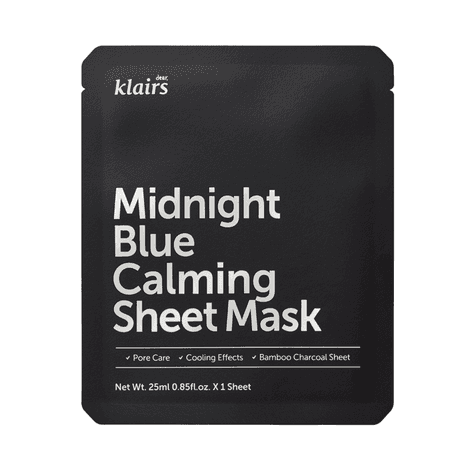 dear,
klairs
Midnight
Blue
Calming
Sheet Mask
✓ Pore Care ✓ Cooling Effects ✓ Bamboo Charcoal Sheet
Net Wt. 25ml 0.85fl.oz. X 1 Sheet